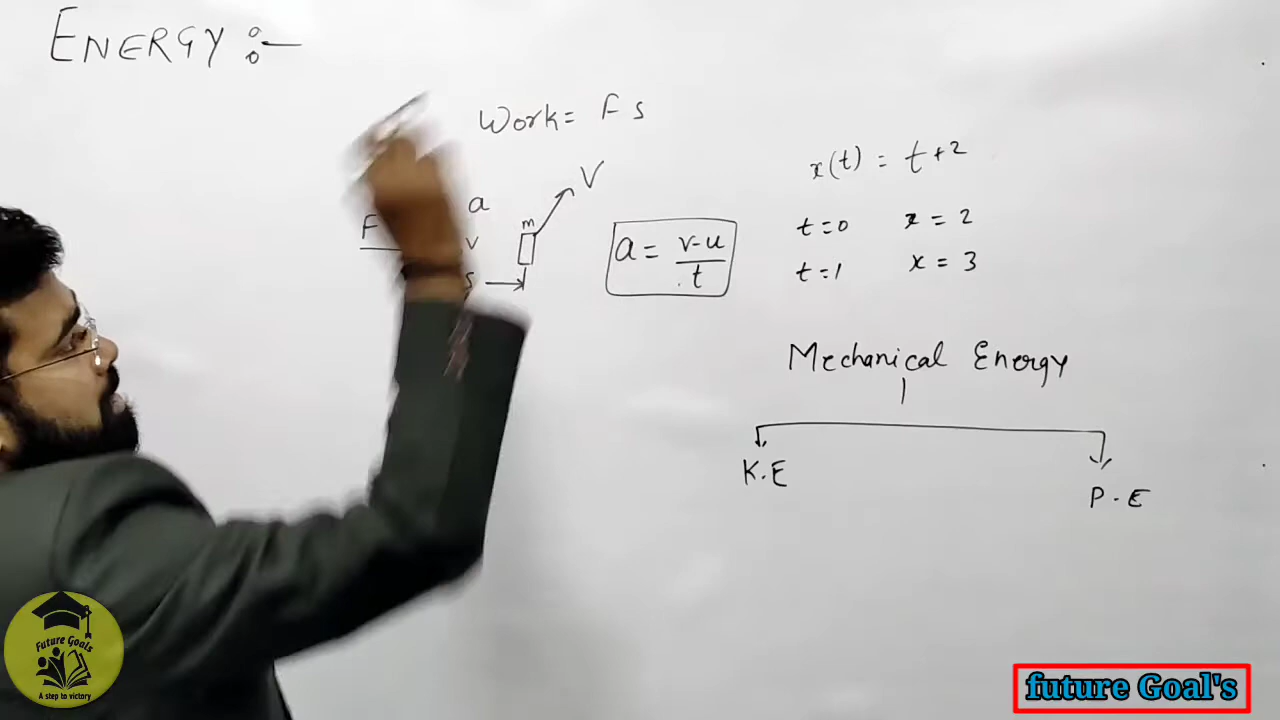 ENERGY :-
Work = F s
F
a
v
s
m
V
a = v-u / t
x(t) = t+2
t=0 x = 2
t=1 x = 3
Mechanical Energy
K.E
P.E
Future Goals
A step to victory
future Goal's